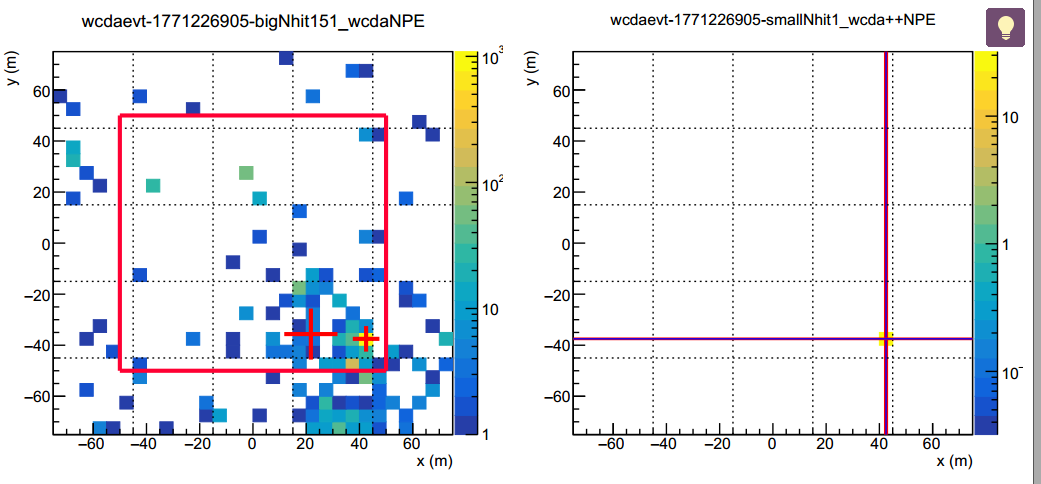 wcdaevt-1771226905-bigNhit151_wcdaNPE
y (m)
60
40
20
0
−20
−40
−60
−60 −40 −20 0 20 40 60
x (m)
10³
10²
10
1
wcdaevt-1771226905-smallNhit1_wcda++NPE
y (m)
60
40
20
0
−20
−40
−60
−60 −40 −20 0 20 40 60
x (m)
10
1
10⁻